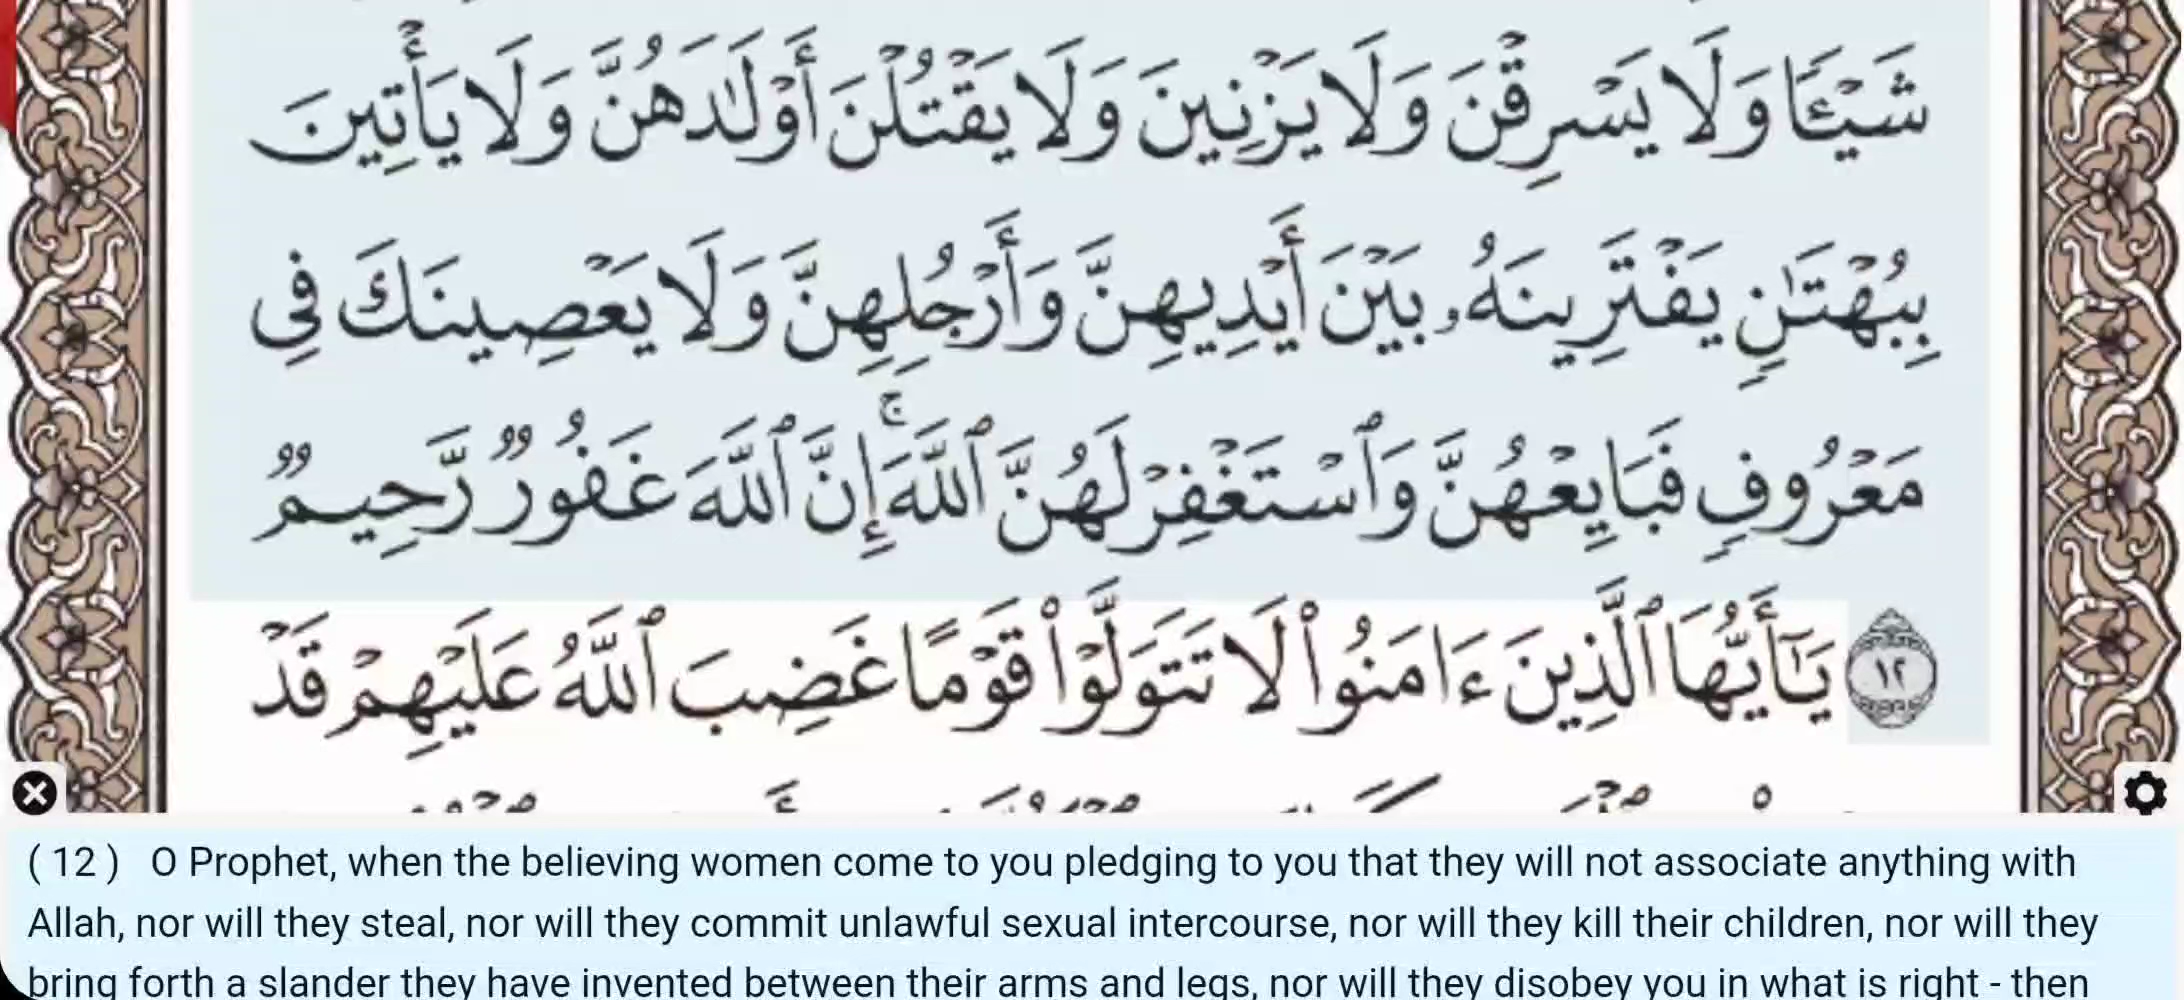 شَيْـًٔا وَلَا يَسْرِقْنَ وَلَا يَزْنِينَ وَلَا يَقْتُلْنَ أَوْلَـٰدَهُنَّ وَلَا يَأْتِينَ
بِبُهْتَـٰنٍ يَفْتَرِينَهُۥ بَيْنَ أَيْدِيهِنَّ وَأَرْجُلِهِنَّ وَلَا يَعْصِينَكَ فِى
مَعْرُوفٍ فَبَايِعْهُنَّ وَٱسْتَغْفِرْ لَهُنَّ ٱللَّهَ ۚ إِنَّ ٱللَّهَ غَفُورٌ رَّحِيمٌ
١٢ يَـٰٓأَيُّهَا ٱلَّذِينَ ءَامَنُوا۟ لَا تَتَوَلَّوْا۟ قَوْمًا غَضِبَ ٱللَّهُ عَلَيْهِمْ قَدْ
( 12 ) O Prophet, when the believing women come to you pledging to you that they will not associate anything with
Allah, nor will they steal, nor will they commit unlawful sexual intercourse, nor will they kill their children, nor will they
bring forth a slander they have invented between their arms and legs, nor will they disobey you in what is right - then